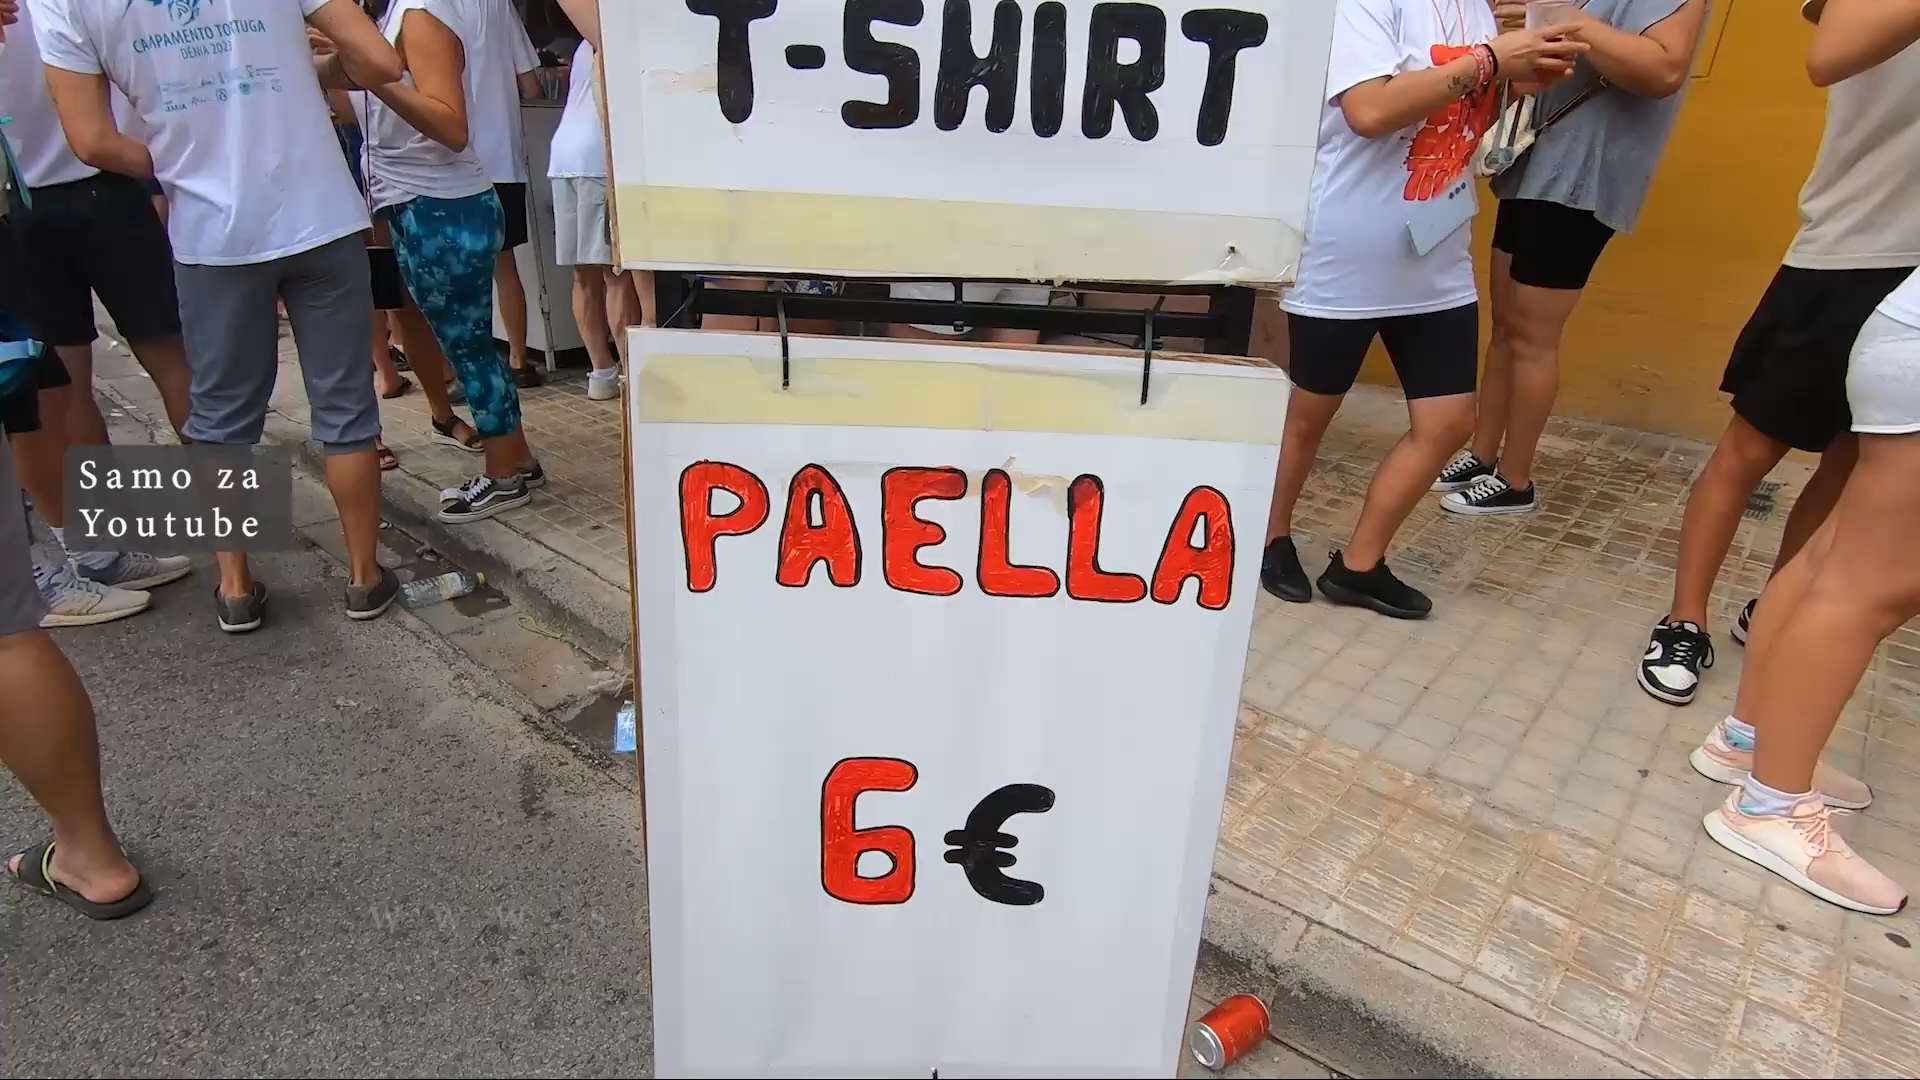 CAMPAMENTO TORTUGA
DÉNIA 2023
T-SHIRT
PAELLA
6€
Samo za
Youtube